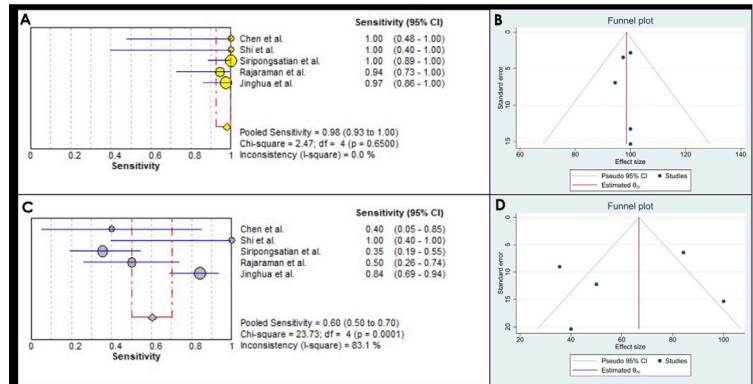 A
Sensitivity (95% CI)
Chen et al. 1.00 (0.48 - 1.00)
Shi et al. 1.00 (0.40 - 1.00)
Siripongsatian et al. 1.00 (0.89 - 1.00)
Rajaraman et al. 0.94 (0.73 - 1.00)
Jinghua et al. 0.97 (0.86 - 1.00)
Pooled Sensitivity = 0.98 (0.93 to 1.00)
Chi-square = 2.47; df = 4 (p = 0.6500)
Inconsistency (I-square) = 0.0 %
0 0.2 0.4 0.6 0.8 1
Sensitivity
B
Funnel plot
Standard error
0
5
10
15
60 80 100 120 140
Effect size
Pseudo 95% CI Studies
Estimated θIV
C
Sensitivity (95% CI)
Chen et al. 0.40 (0.05 - 0.85)
Shi et al. 1.00 (0.40 - 1.00)
Siripongsatian et al. 0.35 (0.19 - 0.55)
Rajaraman et al. 0.50 (0.26 - 0.74)
Jinghua et al. 0.84 (0.69 - 0.94)
Pooled Sensitivity = 0.60 (0.50 to 0.70)
Chi-square = 23.73; df = 4 (p = 0.0001)
Inconsistency (I-square) = 83.1 %
0 0.2 0.4 0.6 0.8 1
Sensitivity
D
Funnel plot
Standard error
0
5
10
15
20
20 40 60 80 100
Effect size
Pseudo 95% CI Studies
Estimated θIV